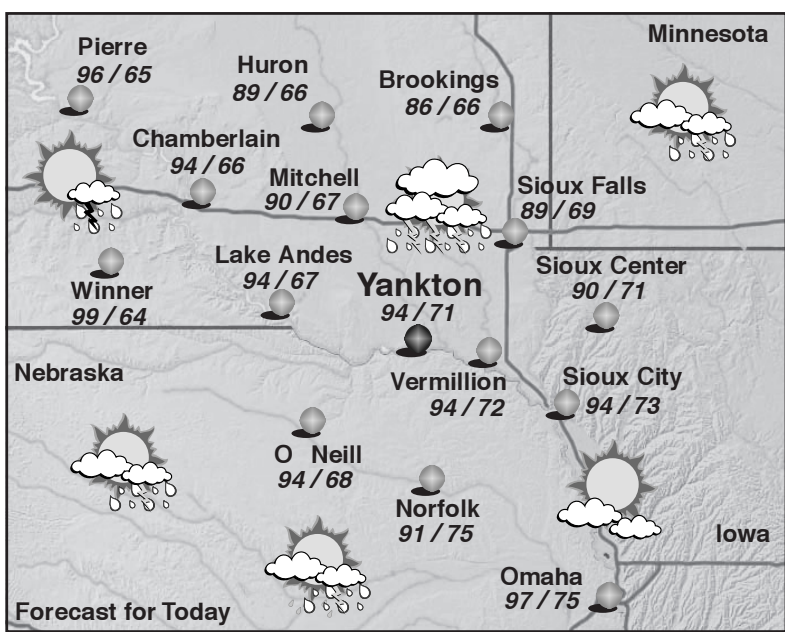 Minnesota
Pierre
96 / 65
Huron
89 / 66
Brookings
86 / 66
Chamberlain
94 / 66
Mitchell
90 / 67
Sioux Falls
89 / 69
Lake Andes
94 / 67
Sioux Center
90 / 71
Yankton
94 / 71
Winner
99 / 64
Nebraska
Vermillion
94 / 72
Sioux City
94 / 73
O Neill
94 / 68
Norfolk
91 / 75
Iowa
Omaha
97 / 75
Forecast for Today